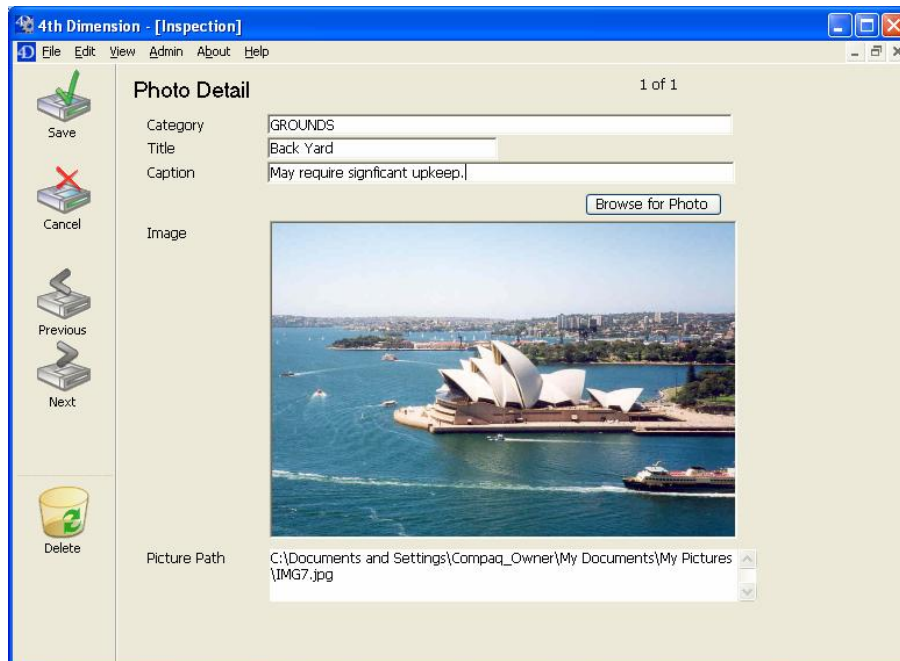 4th Dimension - [Inspection]
4D File Edit View Admin About Help
Save
Cancel
Previous
Next
Delete
Photo Detail
1 of 1
Category GROUNDS
Title Back Yard
Caption May require signficant upkeep.
Browse for Photo
Image
Picture Path C:\Documents and Settings\Compaq_Owner\My Documents\My Pictures
\IMG7.jpg